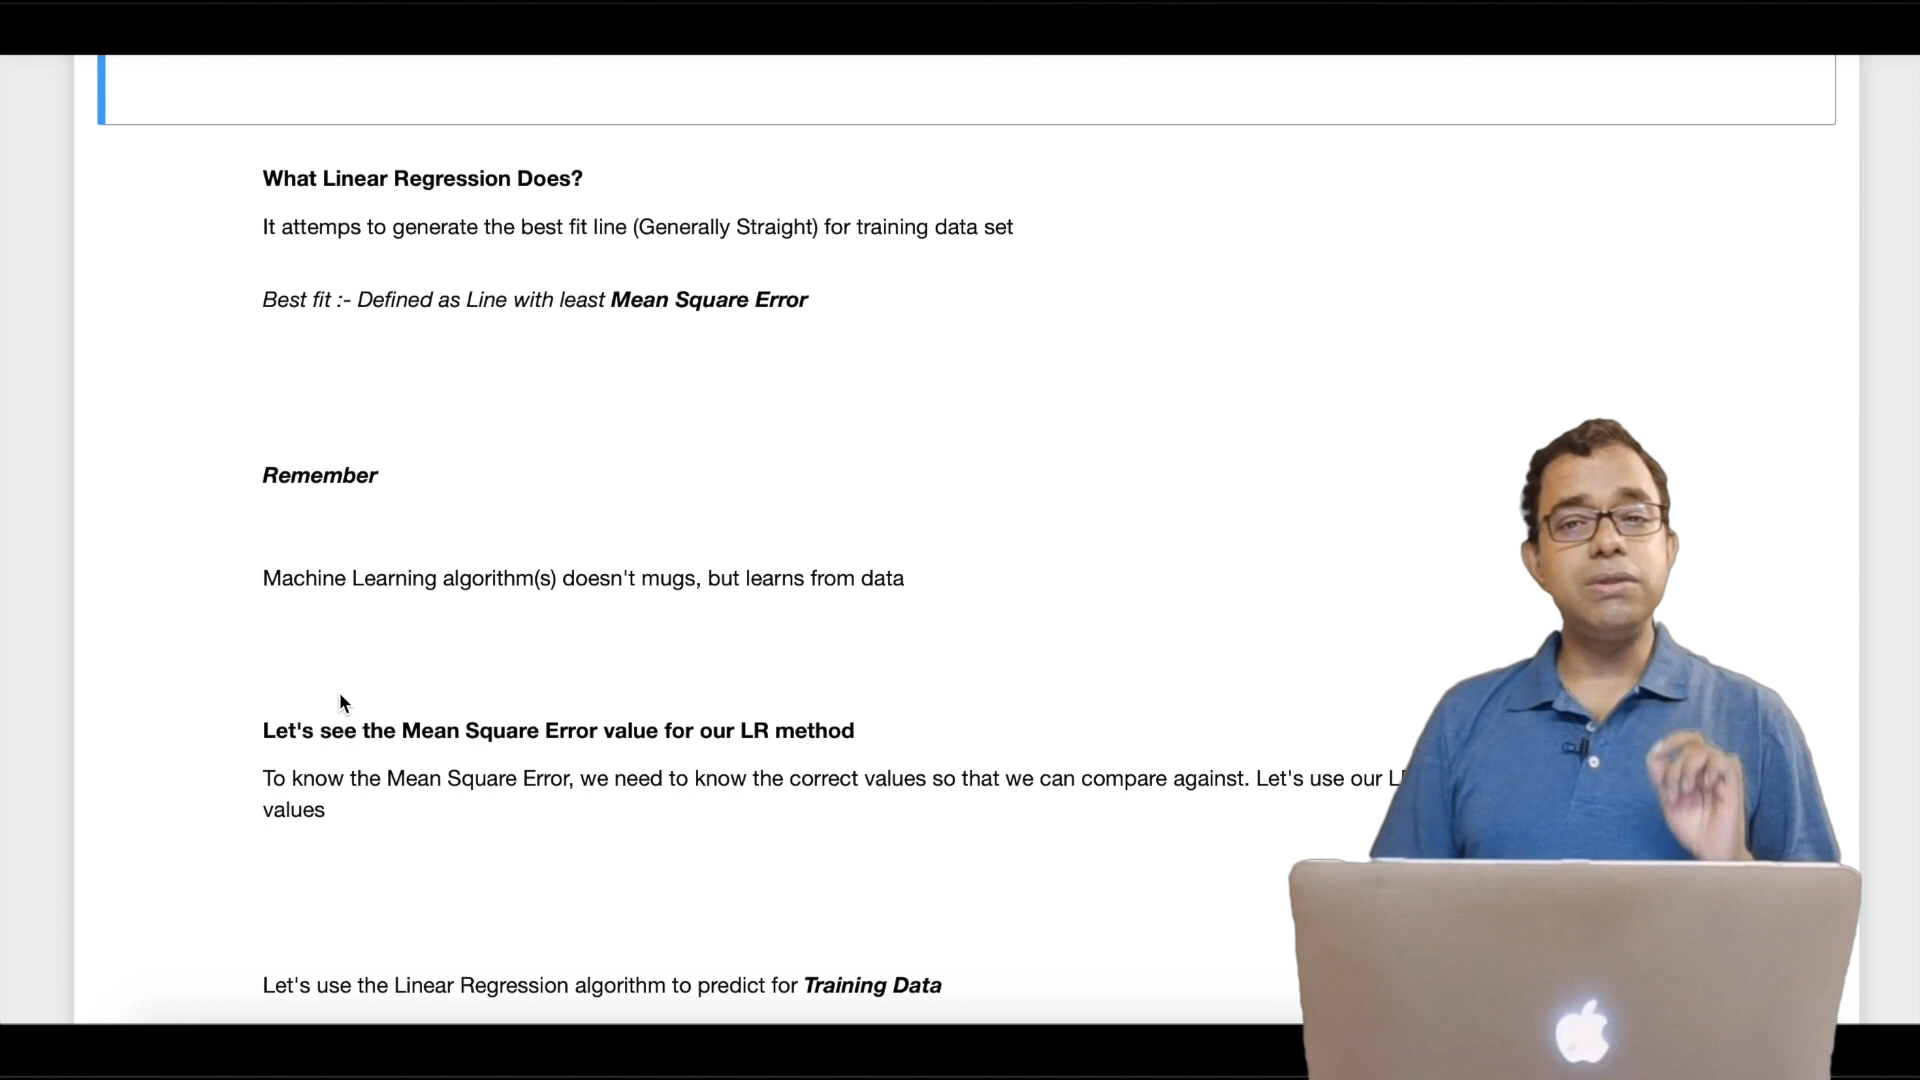 What Linear Regression Does?
It attemps to generate the best fit line (Generally Straight) for training data set
Best fit :- Defined as Line with least Mean Square Error
Remember
Machine Learning algorithm(s) doesn't mugs, but learns from data
Let's see the Mean Square Error value for our LR method
To know the Mean Square Error, we need to know the correct values so that we can compare against. Let's use our
values
Let's use the Linear Regression algorithm to predict for Training Data